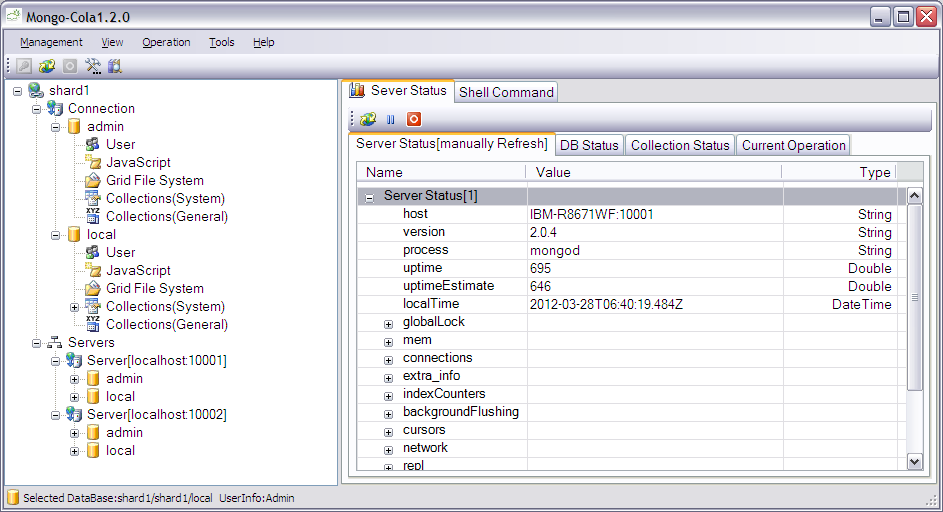 Mongo-Cola1.2.0
Management View Operation Tools Help
shard1
Connection
admin
User
JavaScript
Grid File System
Collections(System)
Collections(General)
local
User
JavaScript
Grid File System
Collections(System)
Collections(General)
Servers
Server[localhost:10001]
admin
local
Server[localhost:10002]
admin
local
Sever Status Shell Command
Server Status[manually Refresh] DB Status Collection Status Current Operation
Name Value Type
Server Status[1]
host IBM-R8671WF:10001 String
version 2.0.4 String
process mongod String
uptime 695 Double
uptimeEstimate 646 Double
localTime 2012-03-28T06:40:19.484Z DateTime
globalLock
mem
connections
extra_info
indexCounters
backgroundFlushing
cursors
network
repl
Selected DataBase:shard1/shard1/local UserInfo:Admin